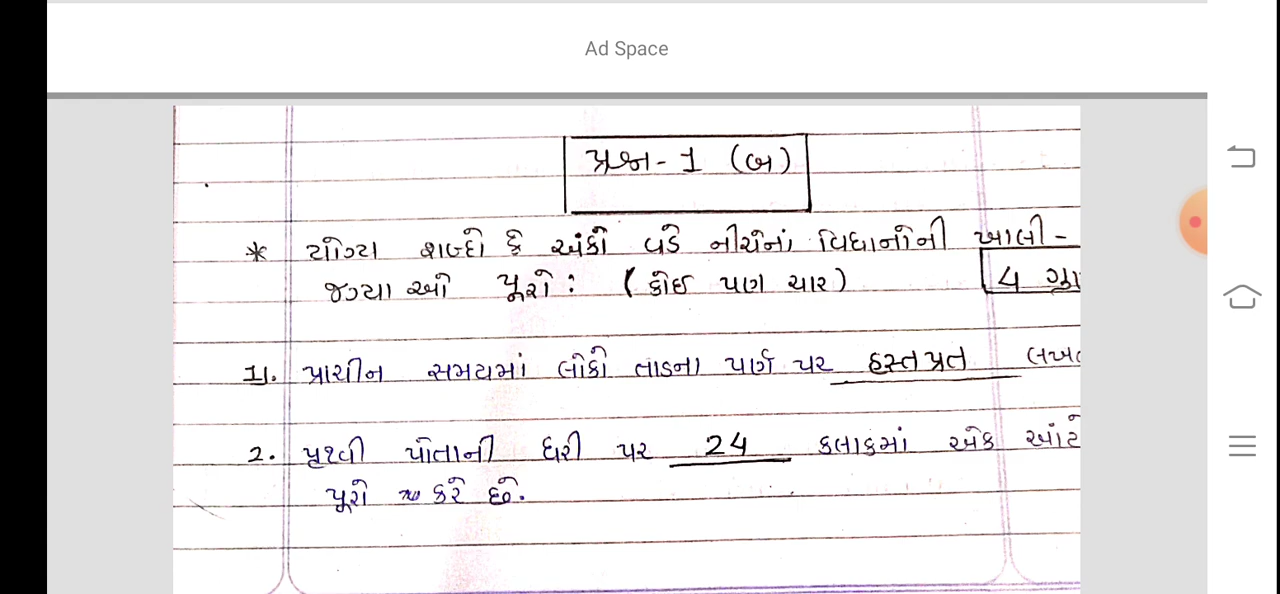 Ad Space
પ્રશ્ન-1 (બ)
* યોગ્ય શબ્દો કે અંકો વડે નીચેનાં વિધાનોની ખાલી-
જગ્યાઓ પૂરો : (કોઈ પણ ચાર) 4
1. પ્રાચીન સમયમાં લોકો તાડના પર્ણ પર હસ્તપ્રત
2. પૃથ્વી પોતાની ધરી પર 24 કલાકમાં એક
પૂરો કરે છે.